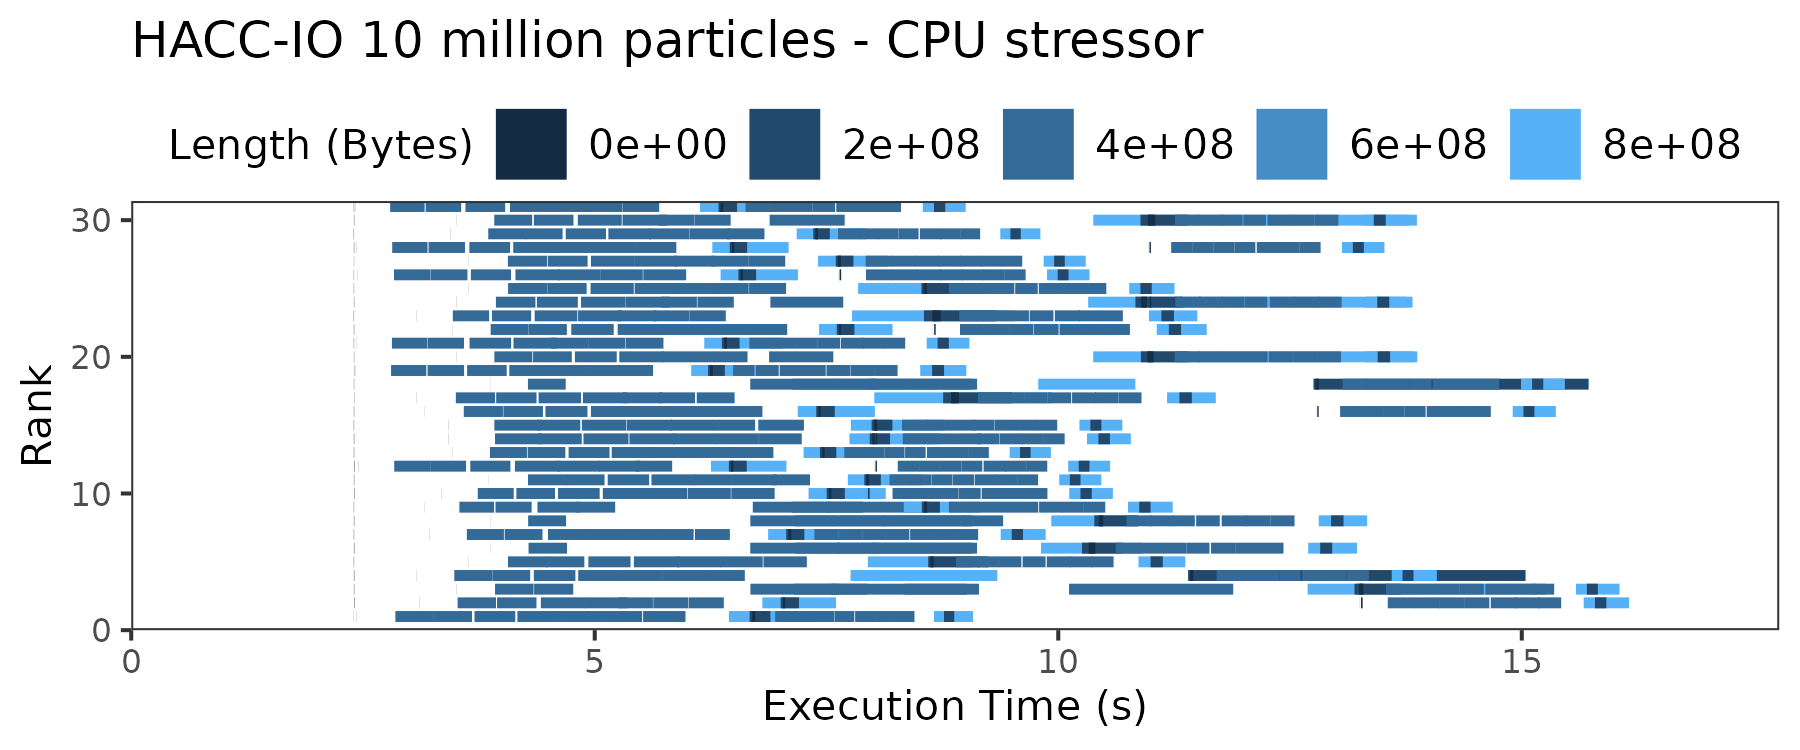 HACC-IO 10 million particles - CPU stressor
Length (Bytes) 0e+00 2e+08 4e+08 6e+08 8e+08
30
20
10
0
Rank
0 5 10 15
Execution Time (s)